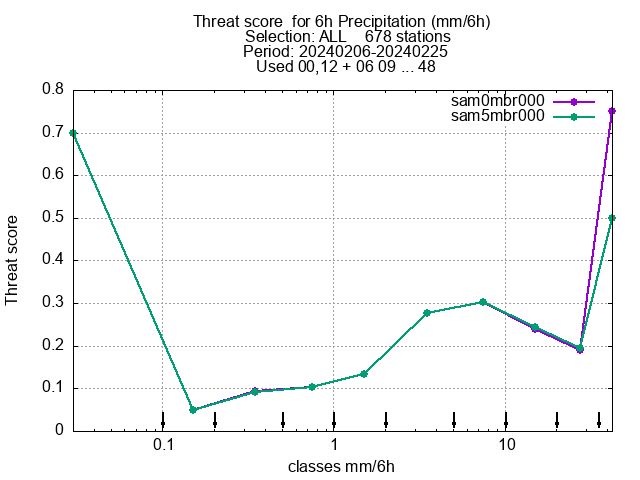 Threat score  for 6h Precipitation (mm/6h)
Selection: ALL    678 stations
Period: 20240206-20240225
Used 00,12 + 06 09 ... 48
sam0mbr000
sam5mbr000
0.8
0.7
0.6
0.5
0.4
0.3
0.2
0.1
0
Threat score
0.1 1 10
classes mm/6h